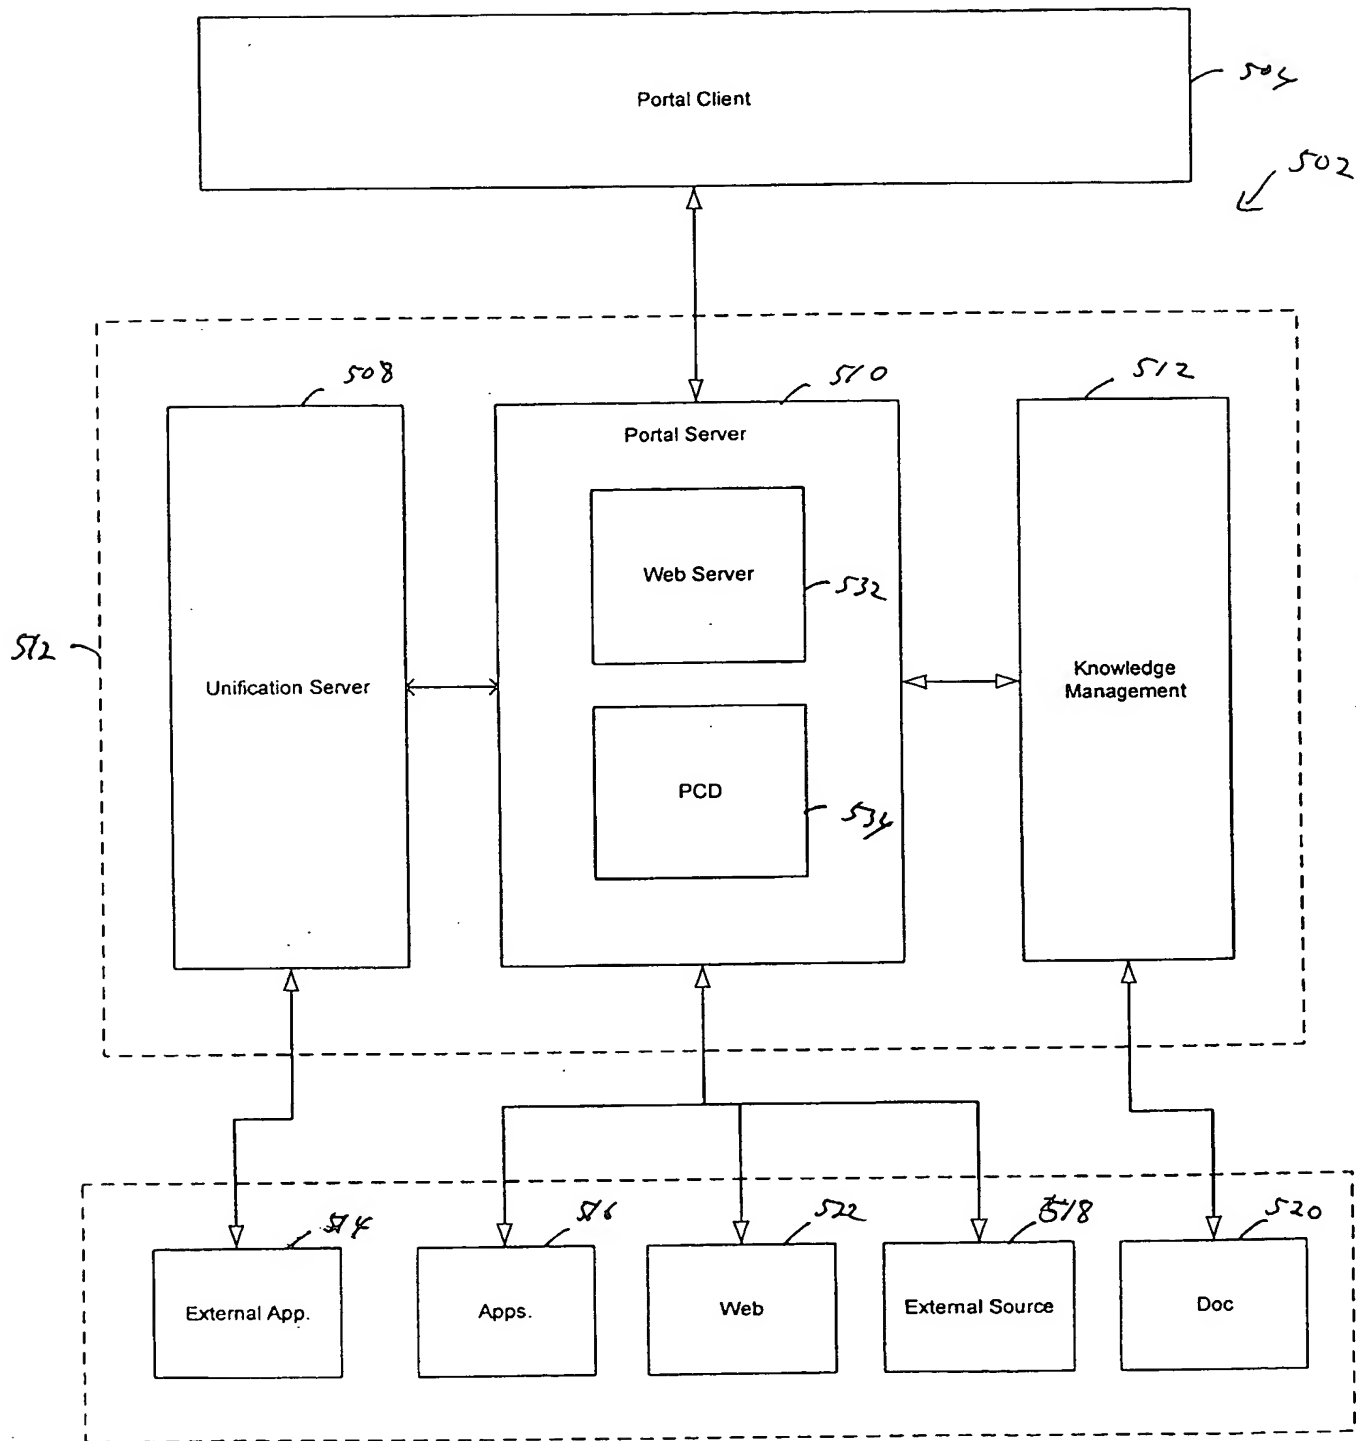 Portal Client
504
502
508
510
512
Portal Server
Web Server
532
512
Unification Server
Knowledge
Management
PCD
534
514
516
522
518
520
External App.
Apps.
Web
External Source
Doc